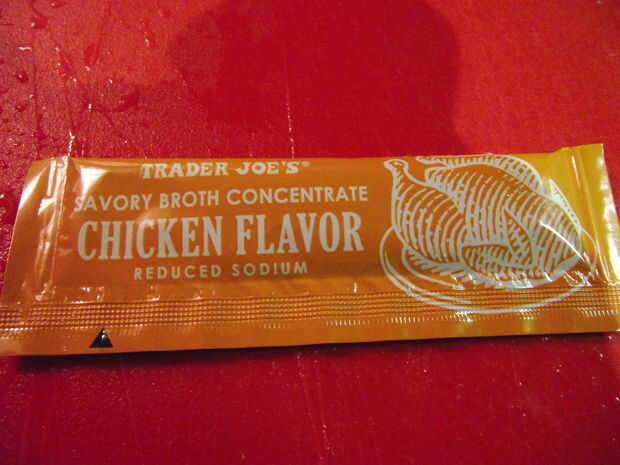 TRADER JOE'S®
SAVORY BROTH CONCENTRATE
CHICKEN FLAVOR
REDUCED SODIUM